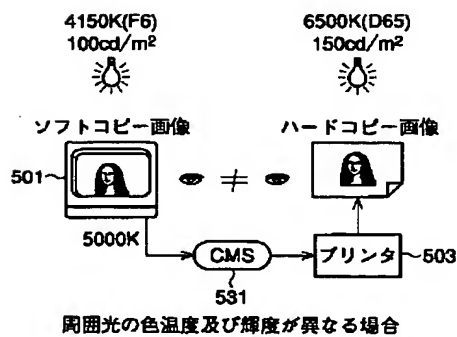 4150K(F6) 6500K(D65)
100cd/m² 150cd/m²
ソフトコピー画像 ハードコピー画像
501
≠
5000K
CMS プリンタ 503
531
周囲光の色温度及び輝度が異なる場合